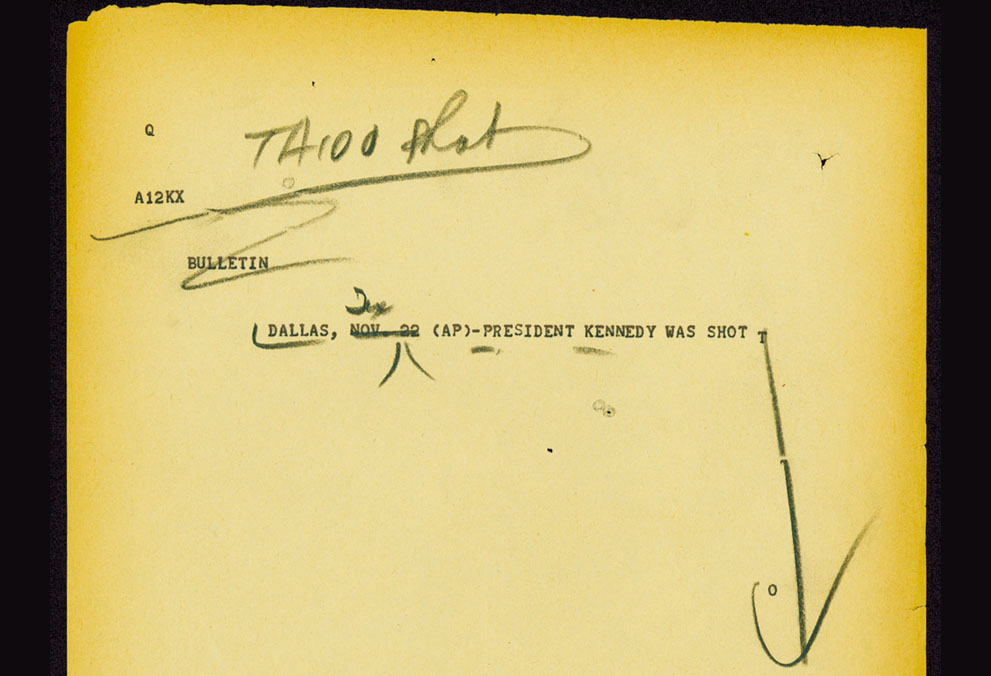 Q
TA100 shot
A12KX
BULLETIN
Tex
DALLAS, NOV. 22 (AP)-PRESIDENT KENNEDY WAS SHOT T
O